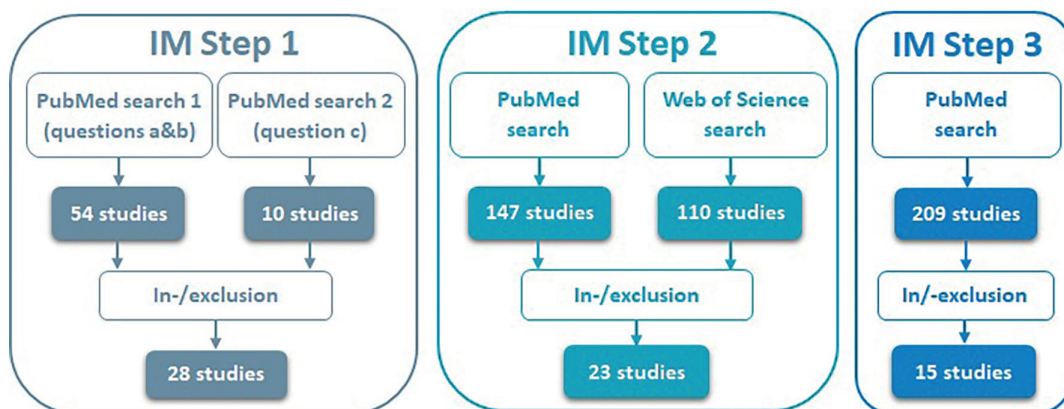 IM Step 1
PubMed search 1
(questions a&b)
PubMed search 2
(question c)
54 studies
10 studies
In-/exclusion
28 studies
IM Step 2
PubMed
search
Web of Science
search
147 studies
110 studies
In-/exclusion
23 studies
IM Step 3
PubMed
search
209 studies
In/-exclusion
15 studies